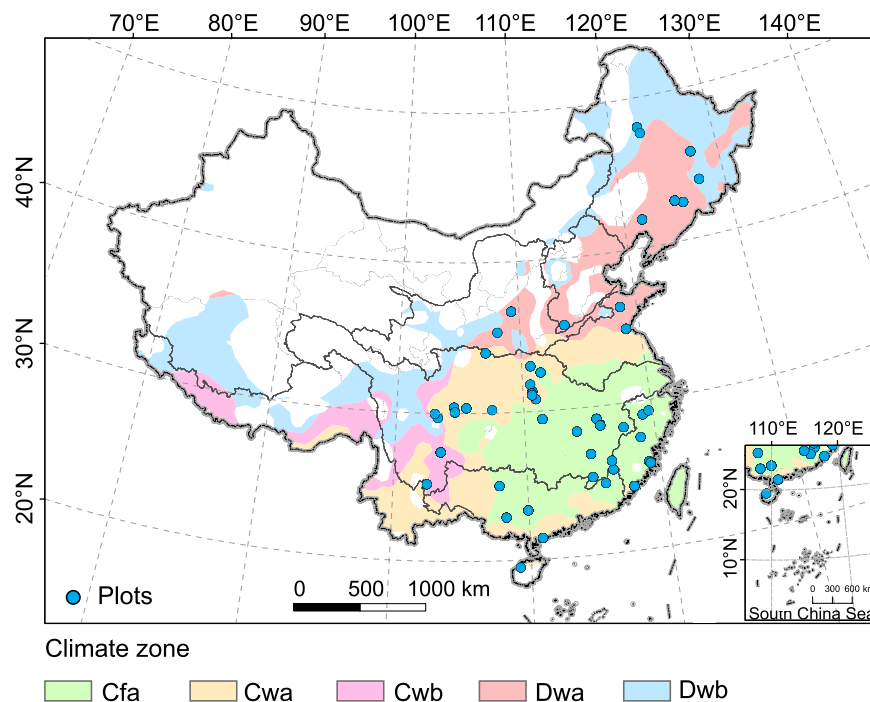 70°E 80°E 90°E 100°E 110°E 120°E 130°E 140°E
40°N
30°N
20°N
110°E 120°E
20°N
10°N
0 300 600 k
South China Sea
Plots
0 500 1000 km
Climate zone
Cfa Cwa Cwb Dwa Dwb